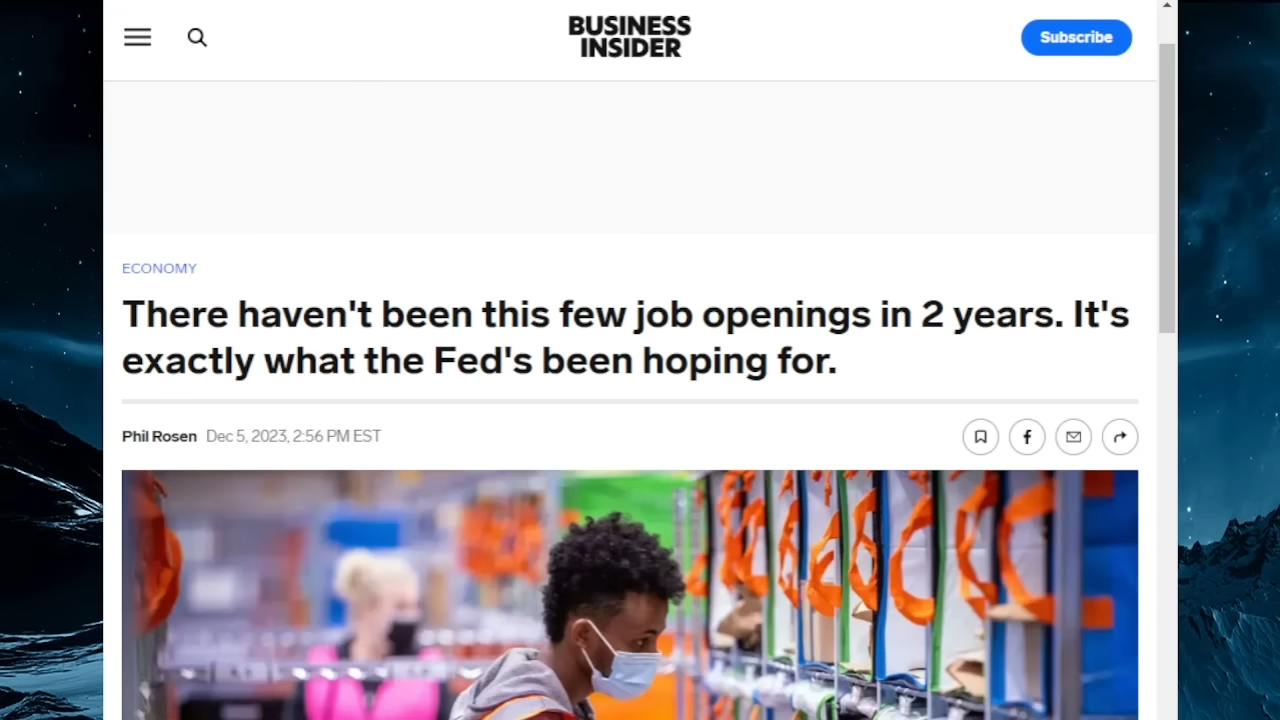 BUSINESS
INSIDER
Subscribe
ECONOMY
There haven't been this few job openings in 2 years. It's
exactly what the Fed's been hoping for.
Phil Rosen Dec 5, 2023, 2:56 PM EST